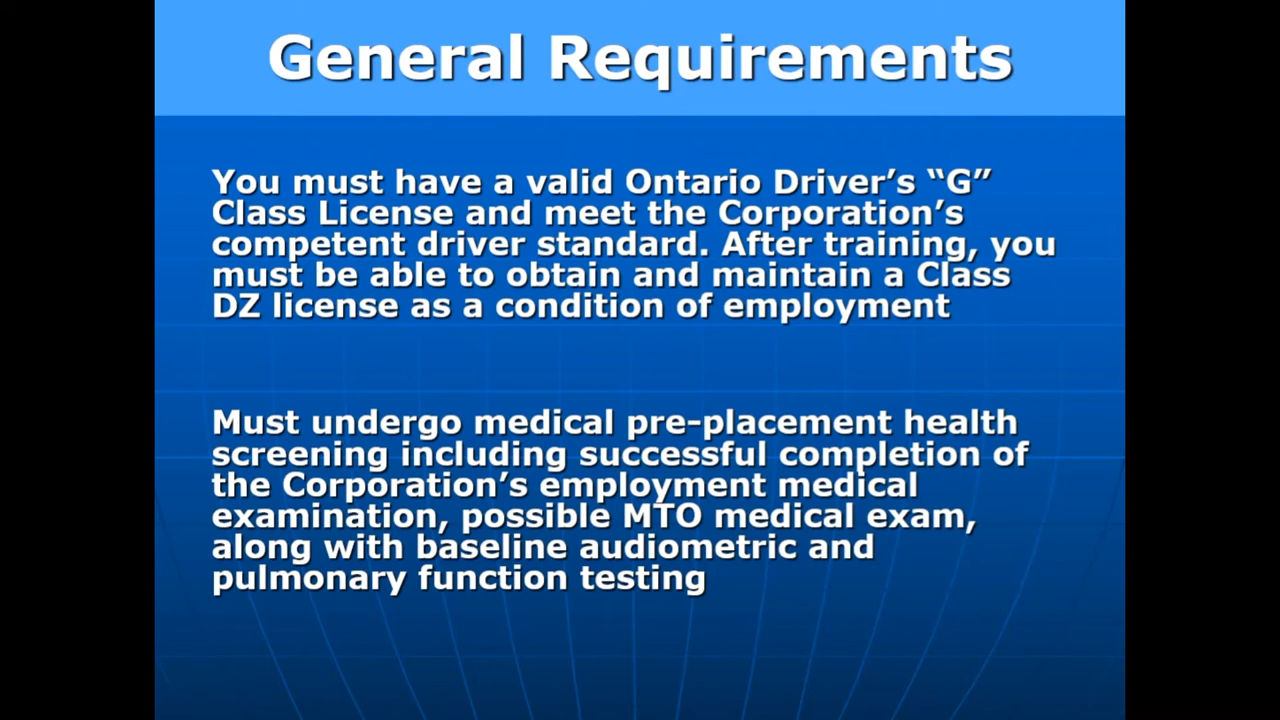 General Requirements
You must have a valid Ontario Driver’s “G”
Class License and meet the Corporation’s
competent driver standard. After training, you
must be able to obtain and maintain a Class
DZ license as a condition of employment
Must undergo medical pre-placement health
screening including successful completion of
the Corporation’s employment medical
examination, possible MTO medical exam,
along with baseline audiometric and
pulmonary function testing